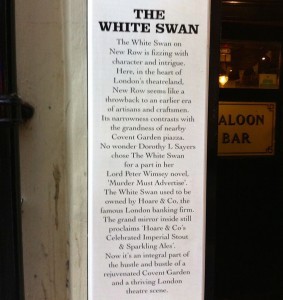 THE
WHITE SWAN
The White Swan on
New Row is fizzing with
character and intrigue.
Here, in the heart of
London's theatreland,
New Row seems like a
throwback to an earlier era
of artisans and craftsmen.
Its narrowness contrasts with
the grandness of nearby
Covent Garden piazza.
No wonder Dorothy L Sayers
chose The White Swan
for a part in her
Lord Peter Wimsey novel,
'Murder Must Advertise'.
The White Swan used to be
owned by Hoare & Co, the
famous London banking firm.
The grand mirror inside still
proclaims 'Hoare & Co's
Celebrated Imperial Stout
& Sparkling Ales'.
Now it's an integral part of
the hustle and bustle of a
rejuvenated Covent Garden
and a thriving London
theatre scene.
SALOON
BAR